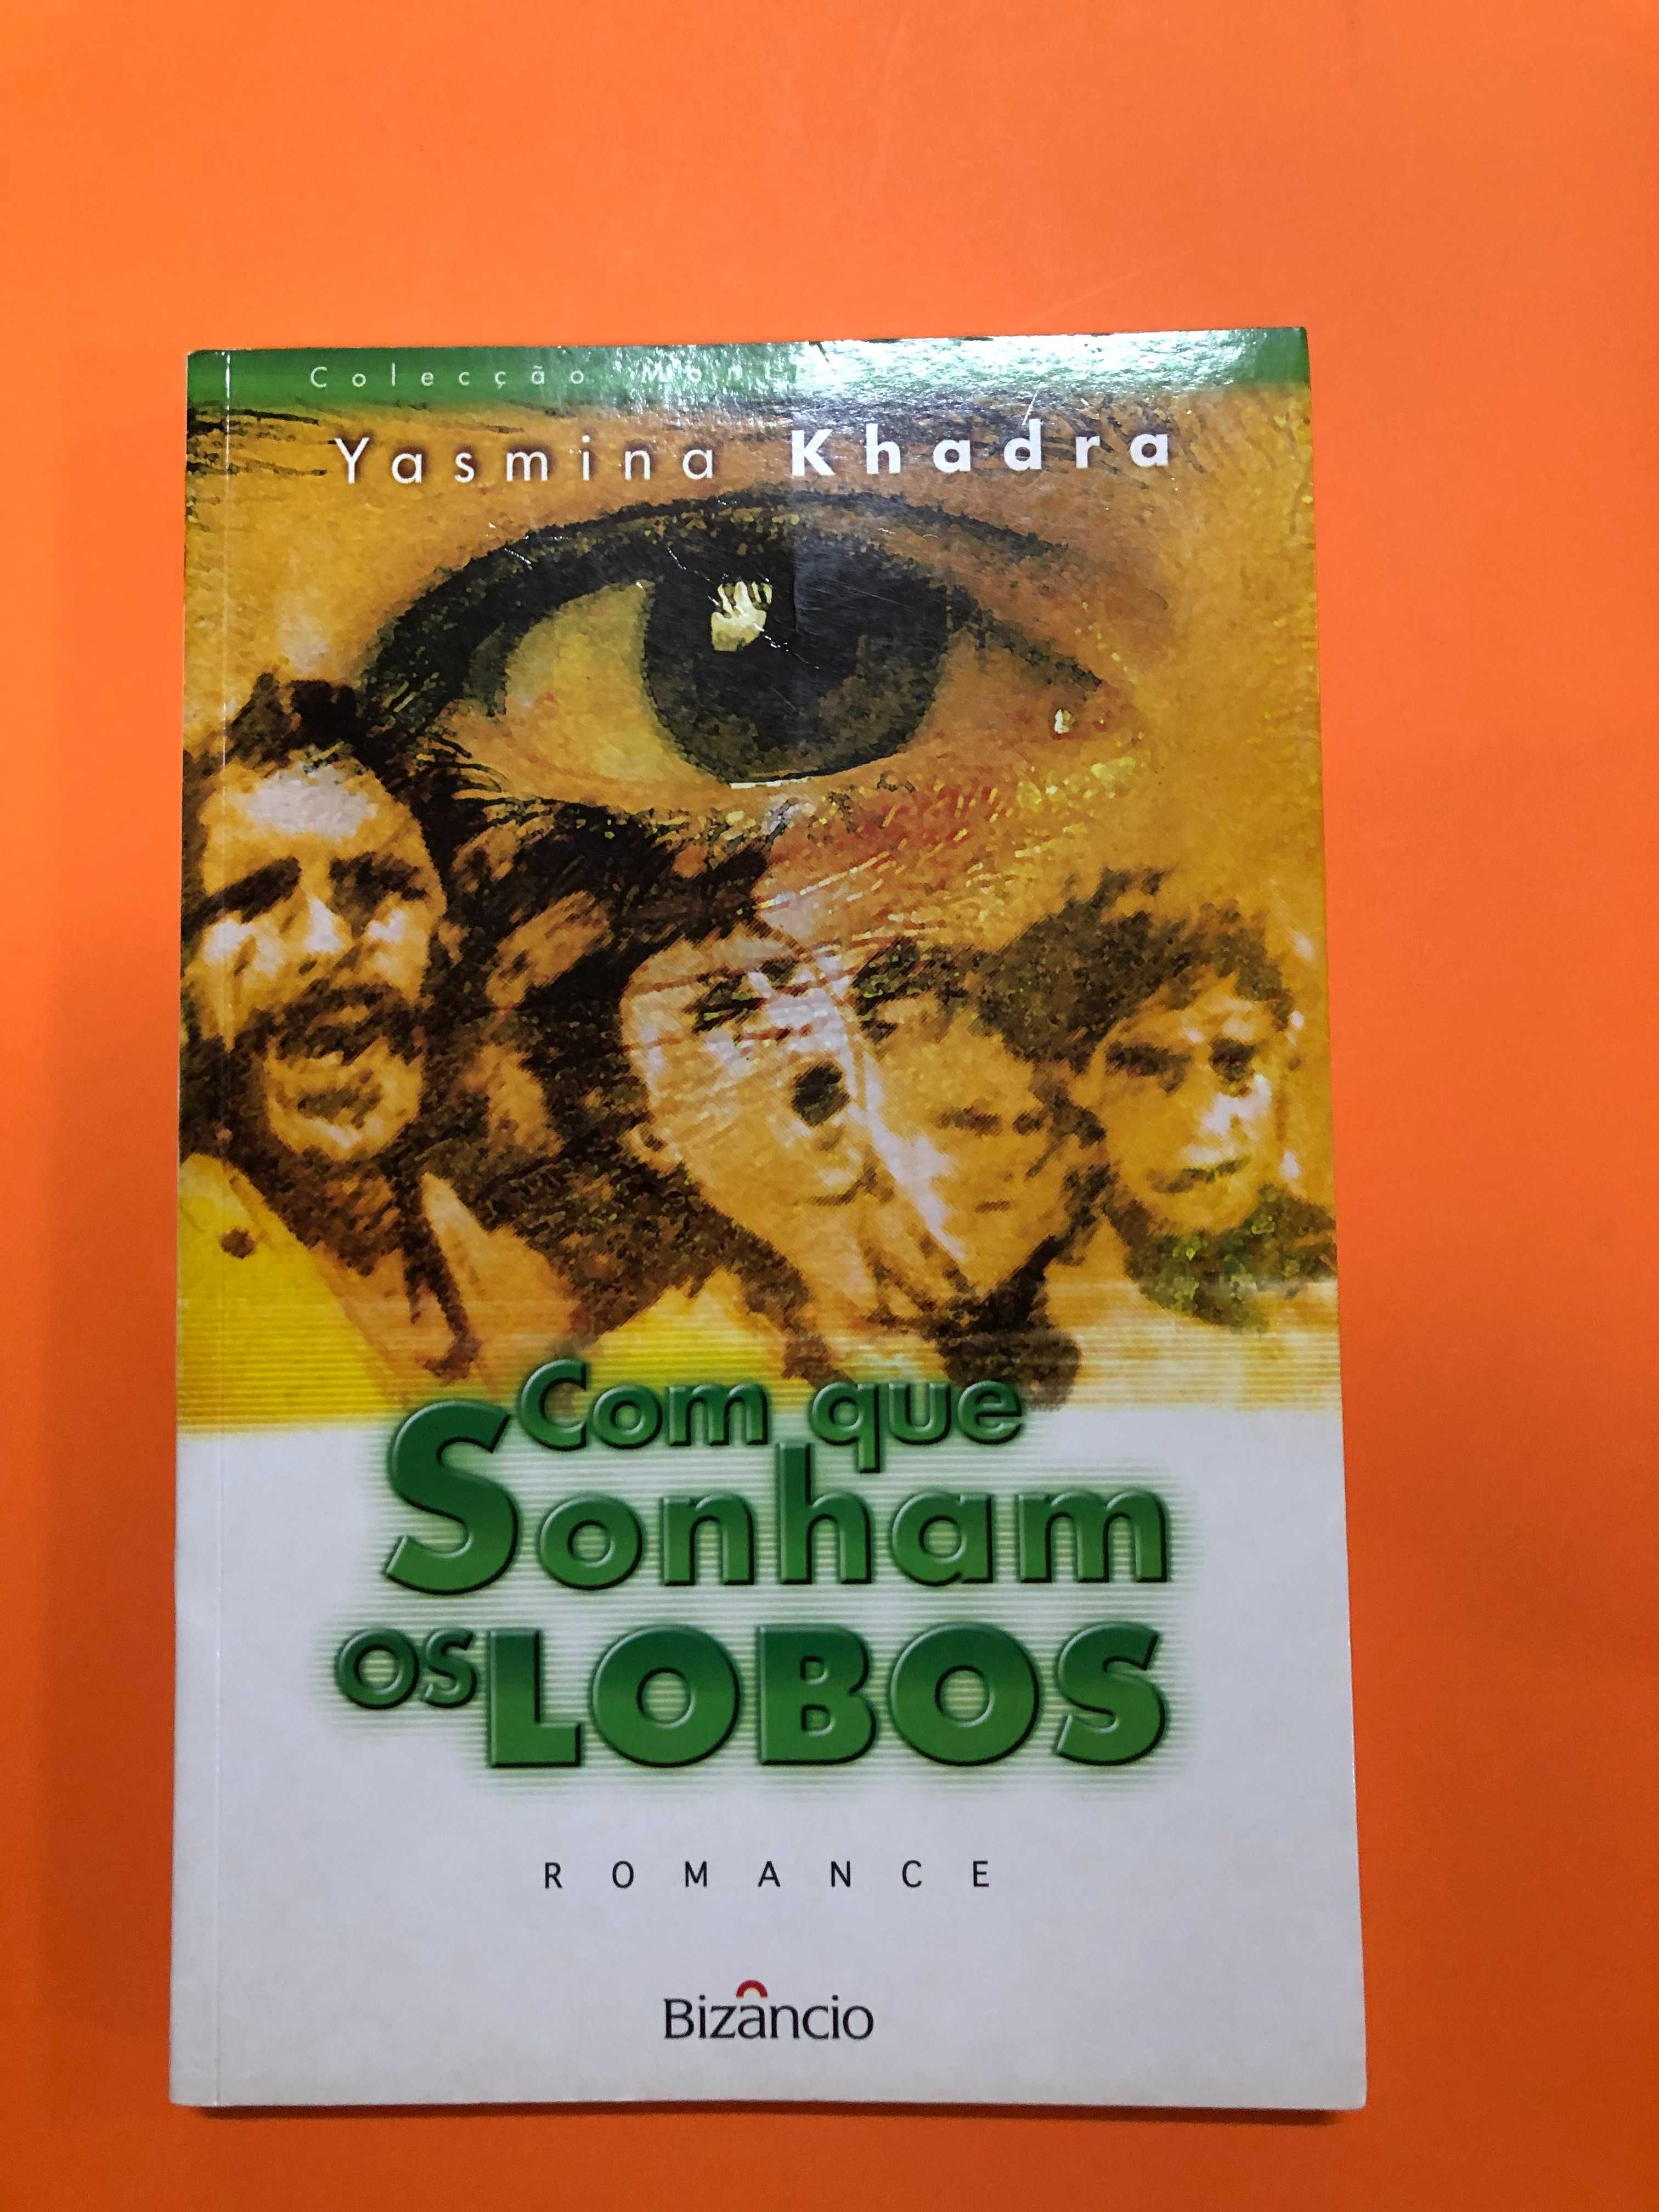 Colecção
Yasmina Khadra
Com que
Sonham
os LOBOS
ROMANCE
Bizâncio